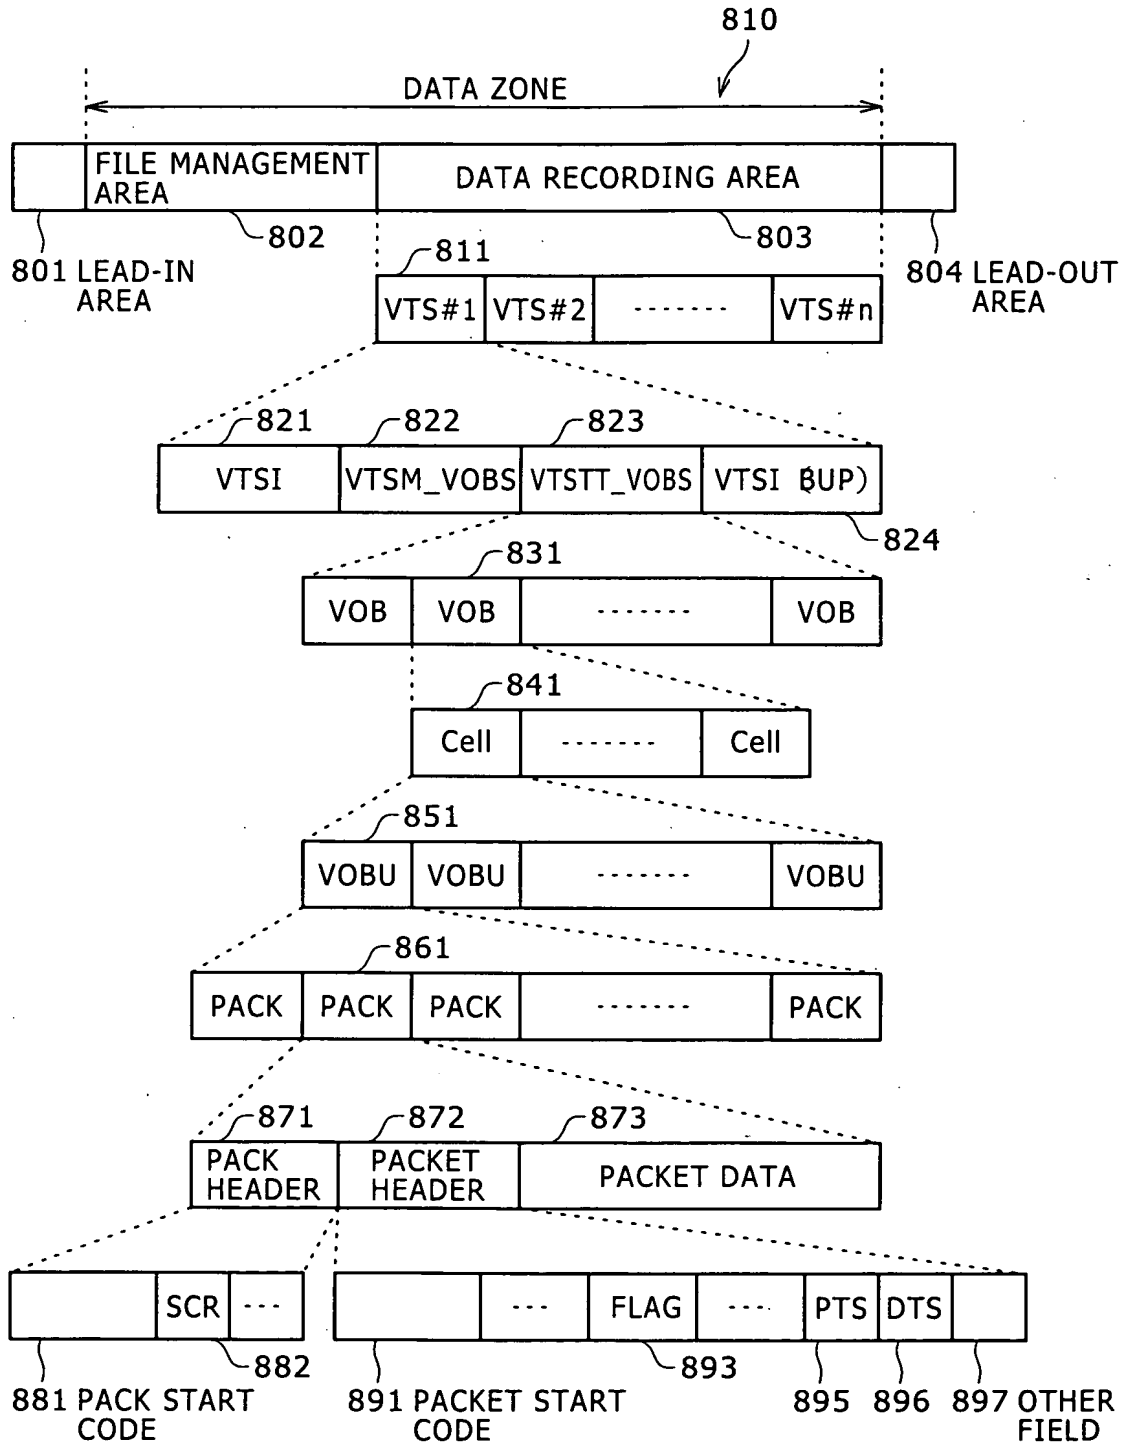 810
DATA ZONE
FILE MANAGEMENT
AREA
DATA RECORDING AREA
802
803
801 LEAD-IN
AREA
811
804 LEAD-OUT
AREA
VTS#1
VTS#2
-------
VTS#n
821
822
823
VTSI
VTSM_VOBS
VTSTT_VOBS
VTSI (BUP)
824
831
VOB
VOB
-------
VOB
841
Cell
-------
Cell
851
VOBU
VOBU
-------
VOBU
861
PACK
PACK
PACK
-------
PACK
871
872
873
PACK
HEADER
PACKET
HEADER
PACKET DATA
SCR
---
---
FLAG
----
PTS
DTS
882
893
881 PACK START
CODE
891 PACKET START
CODE
895
896
897 OTHER
FIELD